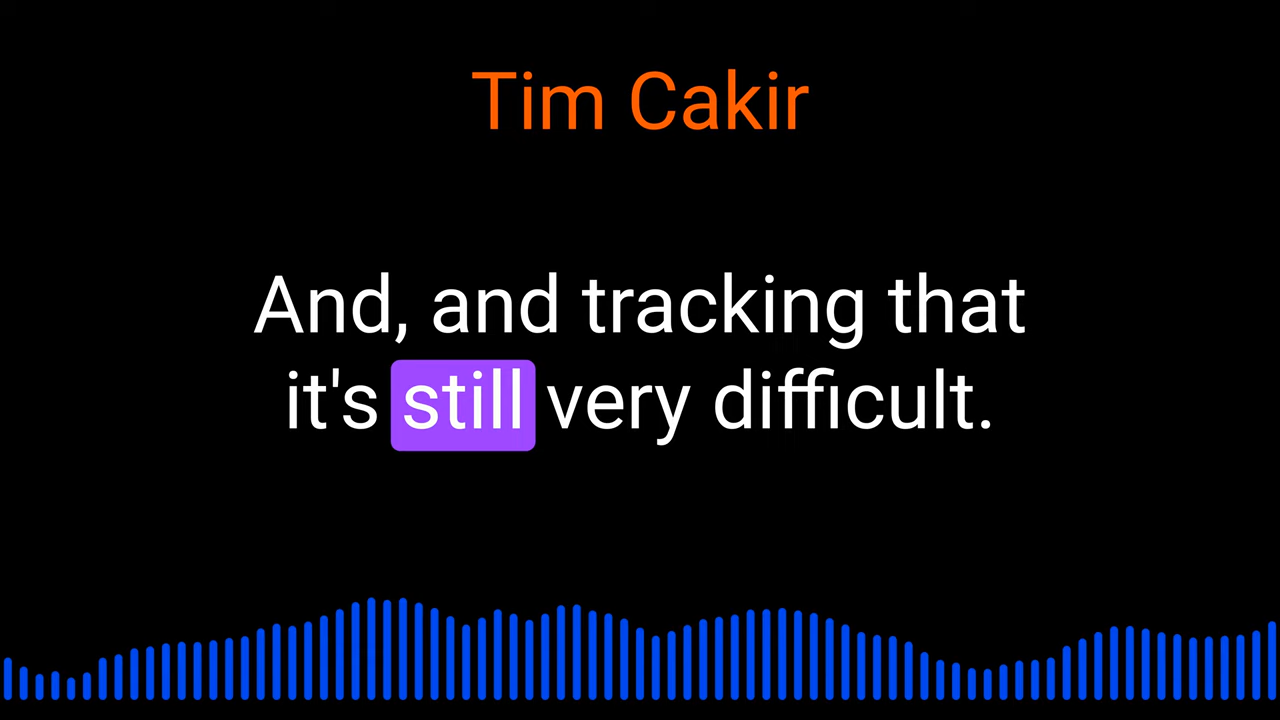 Tim Cakir
And, and tracking that
it's still very difficult.